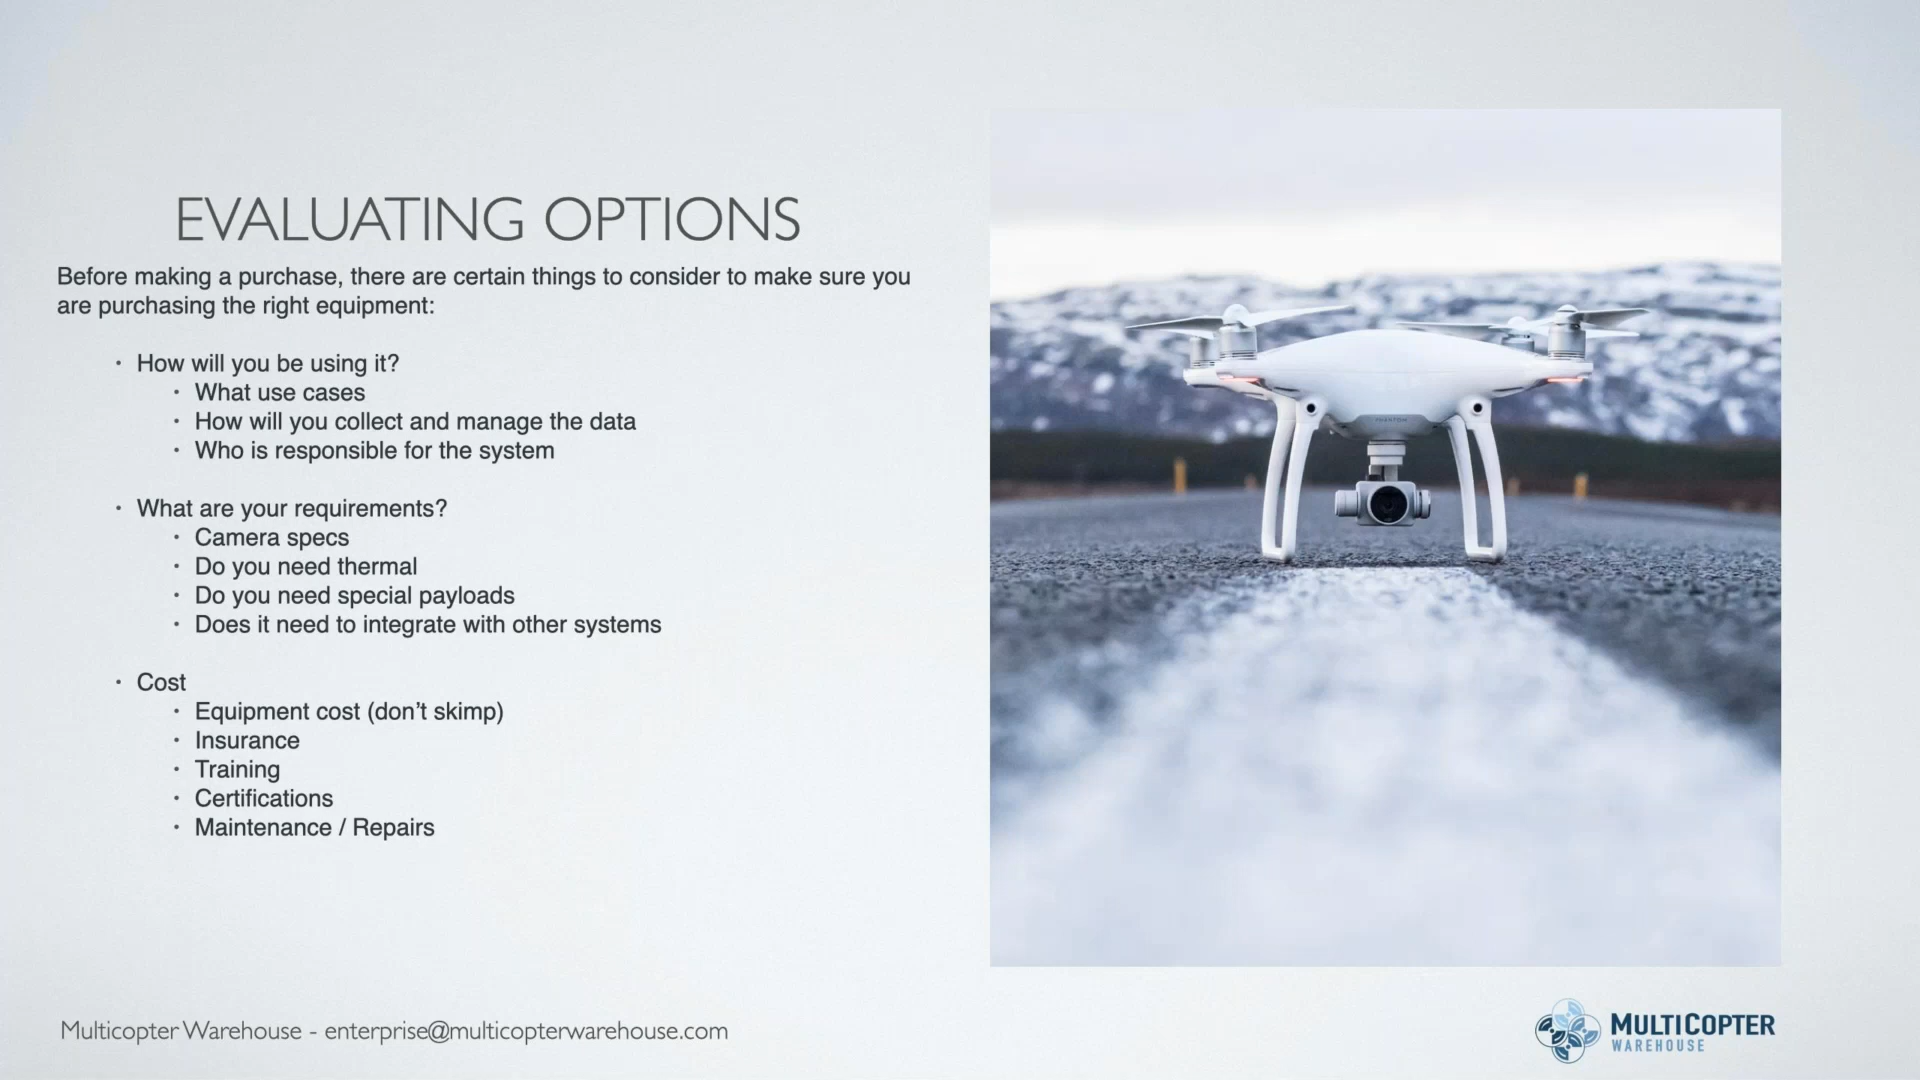 EVALUATING OPTIONS
Before making a purchase, there are certain things to consider to make sure you
are purchasing the right equipment:
• How will you be using it?
• What use cases
• How will you collect and manage the data
• Who is responsible for the system
• What are your requirements?
• Camera specs
• Do you need thermal
• Do you need special payloads
• Does it need to integrate with other systems
• Cost
• Equipment cost (don’t skimp)
• Insurance
• Training
• Certifications
• Maintenance / Repairs
PHANTOM
Multicopter Warehouse - enterprise@multicopterwarehouse.com
MULTICOPTER
WAREHOUSE